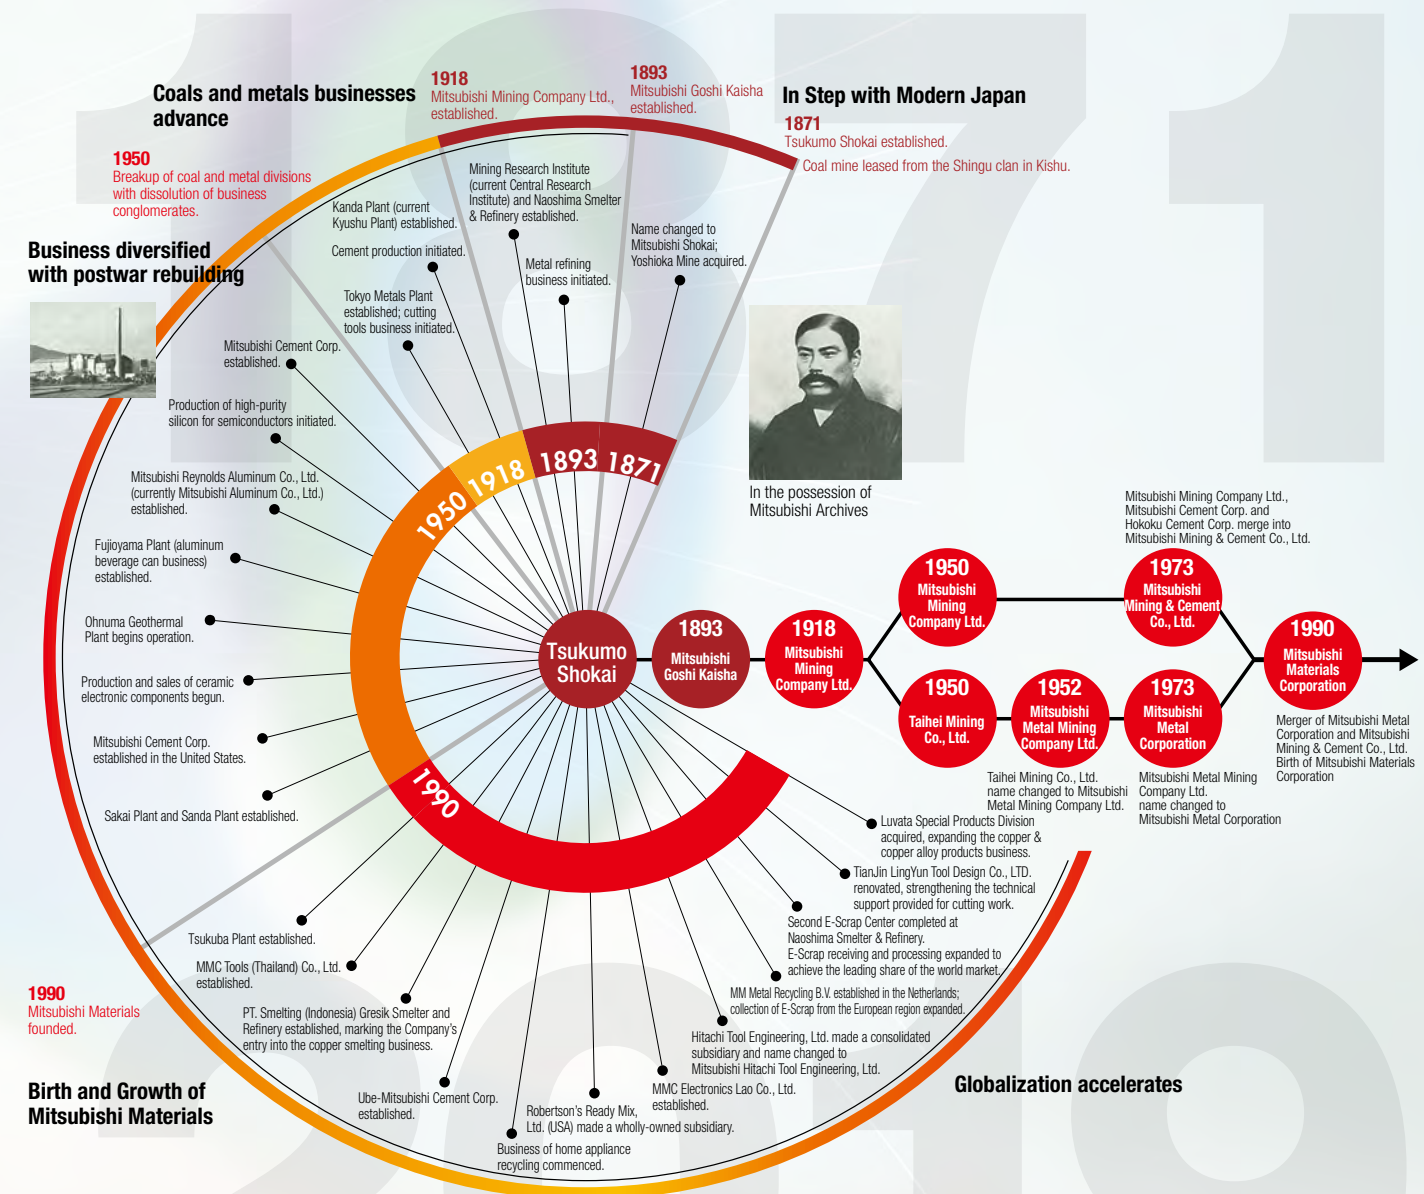 1871
2019
In Step with Modern Japan
1871
Tsukumo Shokai established.
Coal mine leased from the Shingu clan in Kishu.
1893
Mitsubishi Goshi Kaisha
established.
1918
Mitsubishi Mining Company Ltd.,
established.
Coals and metals businesses
advance
1950
Breakup of coal and metal divisions
with dissolution of business
conglomerates.
Business diversified
with postwar rebuilding
Name changed to
Mitsubishi Shokai;
Yoshioka Mine acquired.
Mining Research Institute
(current Central Research
Institute) and Naoshima Smelter
& Refinery established.
Metal refining
business initiated.
Kanda Plant (current
Kyushu Plant) established.
Cement production initiated.
Tokyo Metals Plant
established; cutting
tools business initiated.
Mitsubishi Cement Corp.
established.
Production of high-purity
silicon for semiconductors initiated.
Mitsubishi Reynolds Aluminum Co., Ltd.
(currently Mitsubishi Aluminum Co., Ltd.)
established.
Fujioyama Plant (aluminum
beverage can business)
established.
Ohnuma Geothermal
Plant begins operation.
Production and sales of ceramic
electronic components begun.
Mitsubishi Cement Corp.
established in the United States.
Sakai Plant and Sanda Plant established.
1871
1893
1918
1950
1990
In the possession of
Mitsubishi Archives
Tsukumo
Shokai
1893
Mitsubishi
Goshi Kaisha
1918
Mitsubishi
Mining
Company Ltd.
1950
Mitsubishi
Mining
Company Ltd.
Mitsubishi Mining Company Ltd.,
Mitsubishi Cement Corp. and
Hokoku Cement Corp. merge into
Mitsubishi Mining & Cement Co., Ltd.
1973
Mitsubishi
Mining & Cement
Co., Ltd.
1950
Taihei Mining
Co., Ltd.
1952
Mitsubishi
Metal Mining
Company Ltd.
Taihei Mining Co., Ltd.
name changed to Mitsubishi
Metal Mining Company Ltd.
1973
Mitsubishi
Metal
Corporation
Mitsubishi Metal Mining
Company Ltd.
name changed to
Mitsubishi Metal Corporation
1990
Mitsubishi
Materials
Corporation
Merger of Mitsubishi Metal
Corporation and Mitsubishi
Mining & Cement Co., Ltd.
Birth of Mitsubishi Materials
Corporation
1990
Mitsubishi Materials
founded.
Birth and Growth of
Mitsubishi Materials
Tsukuba Plant established.
MMC Tools (Thailand) Co., Ltd.
established.
PT. Smelting (Indonesia) Gresik Smelter and
Refinery established, marking the Company's
entry into the copper smelting business.
Ube-Mitsubishi Cement Corp.
established.
Business of home appliance
recycling commenced.
Robertson's Ready Mix,
Ltd. (USA) made a wholly-owned subsidiary.
MMC Electronics Lao Co., Ltd.
established.
Hitachi Tool Engineering, Ltd. made a consolidated
subsidiary and name changed to
Mitsubishi Hitachi Tool Engineering, Ltd.
MM Metal Recycling B.V. established in the Netherlands;
collection of E-Scrap from the European region expanded.
Second E-Scrap Center completed at
Naoshima Smelter & Refinery.
E-Scrap receiving and processing expanded to
achieve the leading share of the world market.
TianJin LingYun Tool Design Co., LTD.
renovated, strengthening the technical
support provided for cutting work.
Luvata Special Products Division
acquired, expanding the copper &
copper alloy products business.
Globalization accelerates